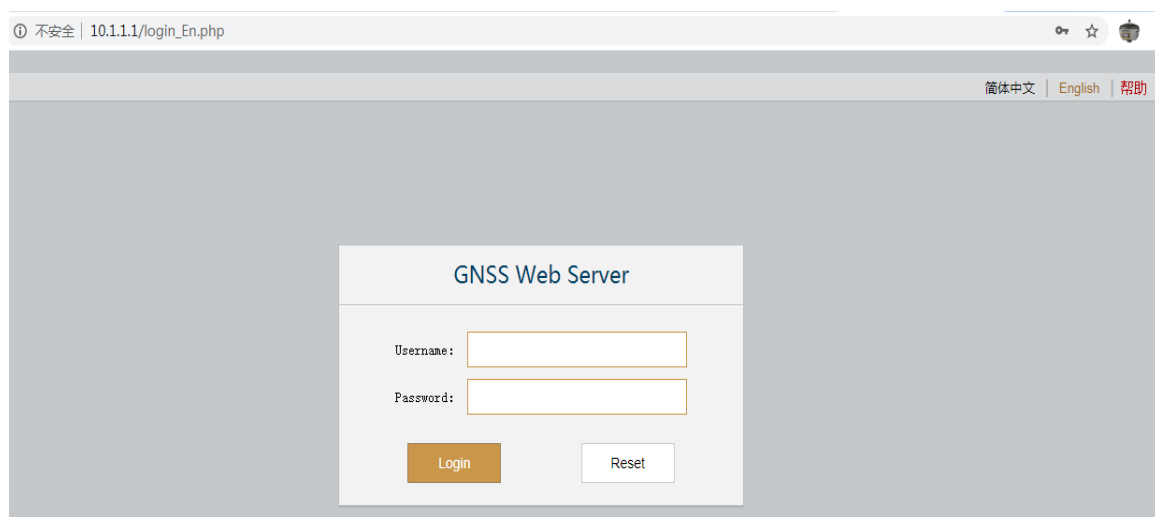 不安全 10.1.1.1/login_En.php
简体中文 English 帮助
GNSS Web Server
Username:
Password:
Login Reset